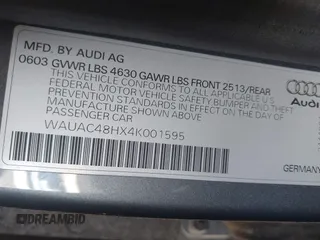 MFD. BY AUDI AG
0603 GVWR LBS 4630 GAWR LBS FRONT 2513/REAR
THIS VEHICLE CONFORMS TO ALL APPLICABLE
FEDERAL MOTOR VEHICLE SAFETY BUMPER AND THEFT
PREVENTION STANDARDS IN EFFECT ON THE DATE OF
MANUFACTURE SHOWN ABOVE
PASSENGER CAR
WAUAC48HX4K001595
Audi
GERMANY
DREAMBID